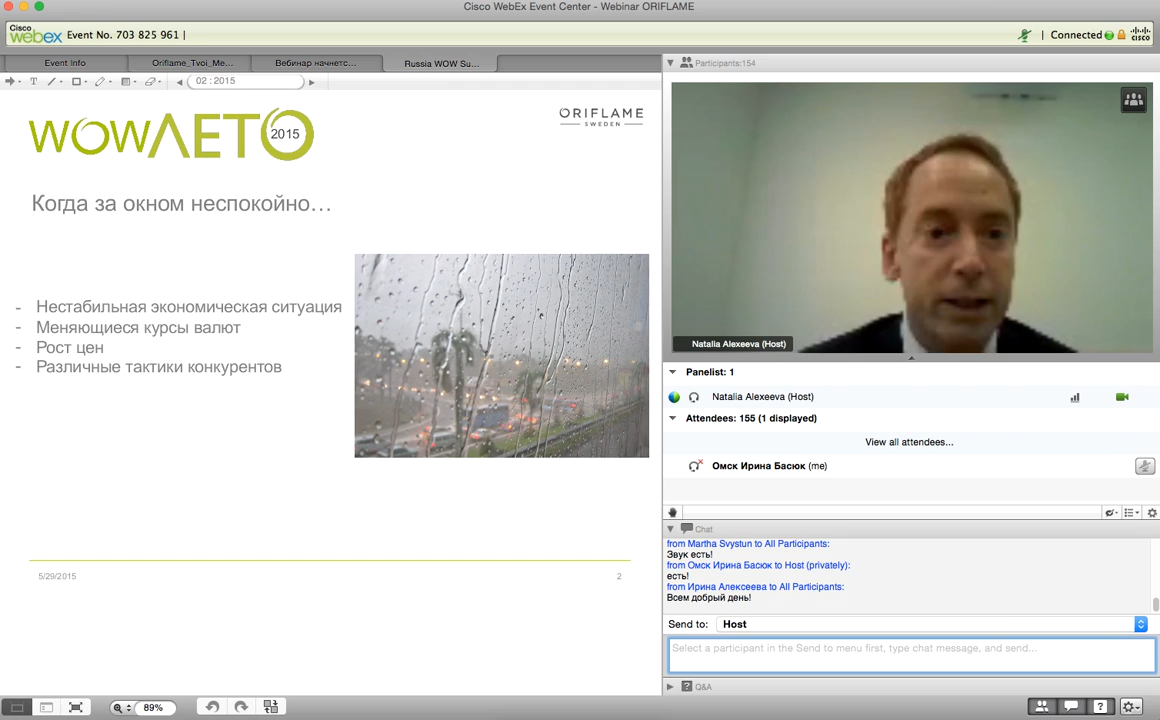 Cisco WebEx Event Center - Webinar ORIFLAME
Cisco webex Event No. 703 825 961 | | Connected CISCO
Event Info Oriflame_Tvoi_Me... Вебинар начнетс... Russia WOW Su...
T 02 : 2015
WOWΛETO 2015
ORIFLAME
SWEDEN
Когда за окном неспокойно…
- Нестабильная экономическая ситуация
- Меняющиеся курсы валют
- Рост цен
- Различные тактики конкурентов
5/29/2015 2
89%
Participants:154
Natalia Alexeeva (Host)
Panelist: 1
Natalia Alexeeva (Host)
Attendees: 155 (1 displayed)
View all attendees...
Омск Ирина Басюк (me)
Chat
from Martha Svystun to All Participants:
Звук есть!
from Омск Ирина Басюк to Host (privately):
есть!
from Ирина Алексеева to All Participants:
Всем добрый день!
Send to: Host
Select a participant in the Send to menu first, type chat message, and send...
? Q&A
?